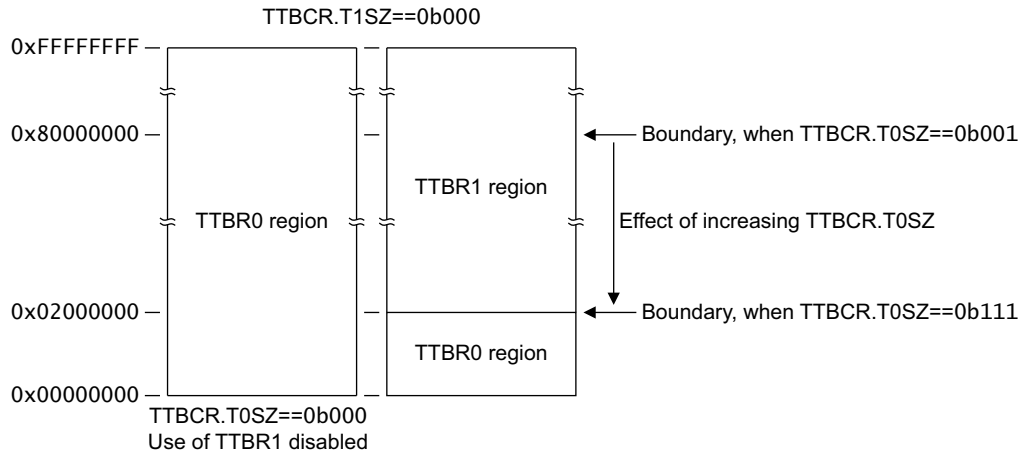 TTBCR.T1SZ==0b000
0xFFFFFFFF
0x80000000
Boundary, when TTBCR.T0SZ==0b001
TTBR1 region
TTBR0 region
Effect of increasing TTBCR.T0SZ
0x02000000
Boundary, when TTBCR.T0SZ==0b111
TTBR0 region
0x00000000
TTBCR.T0SZ==0b000
Use of TTBR1 disabled